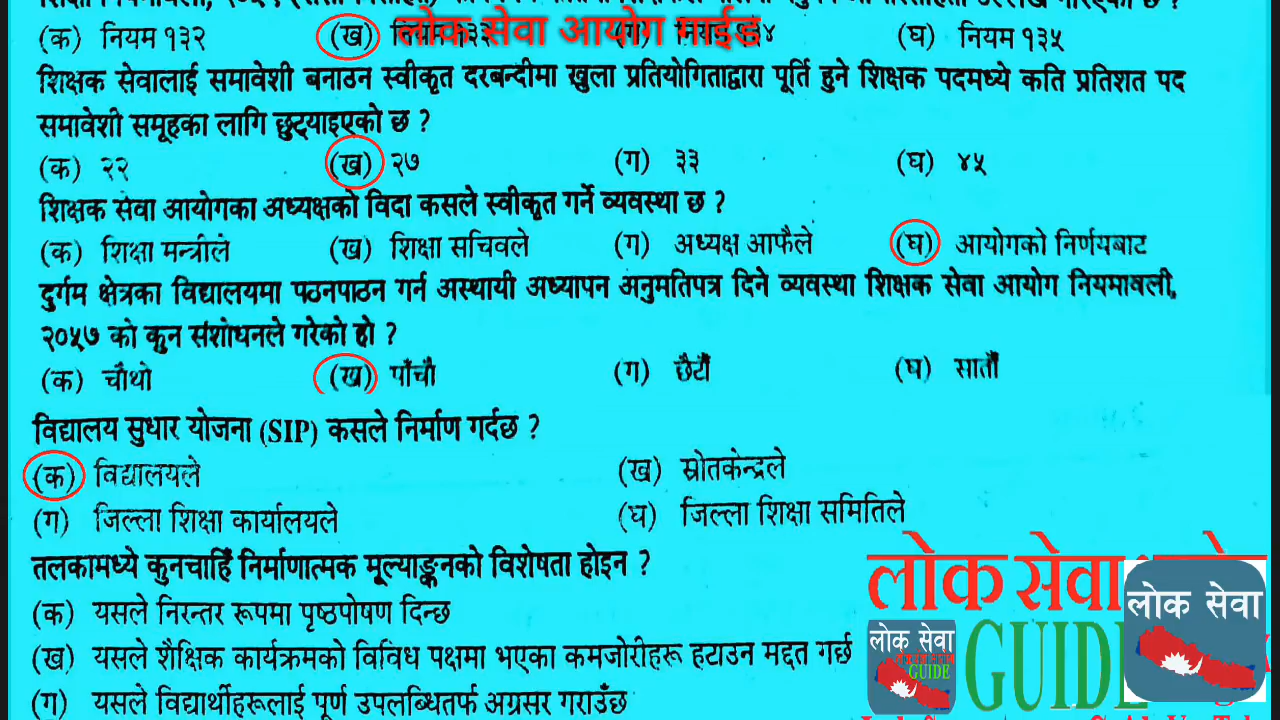 (क) नियम १३२ (ख) लोक सेवा आयोग गाईड (घ) नियम १३५
शिक्षक सेवालाई समावेशी बनाउन स्वीकृत दरबन्दीमा खुला प्रतियोगिताद्वारा पूर्ति हुने शिक्षक पदमध्ये कति प्रतिशत पद
समावेशी समूहका लागि छुट्याइएको छ ?
(क) २२ (ख) २७ (ग) ३३ (घ) ४५
शिक्षक सेवा आयोगका अध्यक्षको विदा कसले स्वीकृत गर्ने व्यवस्था छ ?
(क) शिक्षा मन्त्रीले (ख) शिक्षा सचिवले (ग) अध्यक्ष आफैले (घ) आयोगको निर्णयबाट
दुर्गम क्षेत्रका विद्यालयमा पठनपाठन गर्न अस्थायी अध्यापन अनुमतिपत्र दिने व्यवस्था शिक्षक सेवा आयोग नियमावली,
२०५७ को कुन संशोधनले गरेको हो ?
(क) चौथो (ख) पाँचौ (ग) छैटौं (घ) सातौं
विद्यालय सुधार योजना (SIP) कसले निर्माण गर्दछ ?
(क) विद्यालयले (ख) स्रोतकेन्द्रले
(ग) जिल्ला शिक्षा कार्यालयले (घ) जिल्ला शिक्षा समितिले
तलकामध्ये कुनचाहिँ निर्माणात्मक मूल्याङ्कनको विशेषता होइन ?
(क) यसले निरन्तर रूपमा पृष्ठपोषण दिन्छ
(ख) यसले शैक्षिक कार्यक्रमको विविध पक्षमा भएका कमजोरीहरू हटाउन मद्दत गर्छ
(ग) यसले विद्यार्थीहरूलाई पूर्ण उपलब्धितर्फ अग्रसर गराउँछ
लोक सेवा
लोक सेवा
लोक सेवा
GUIDE
GUIDE